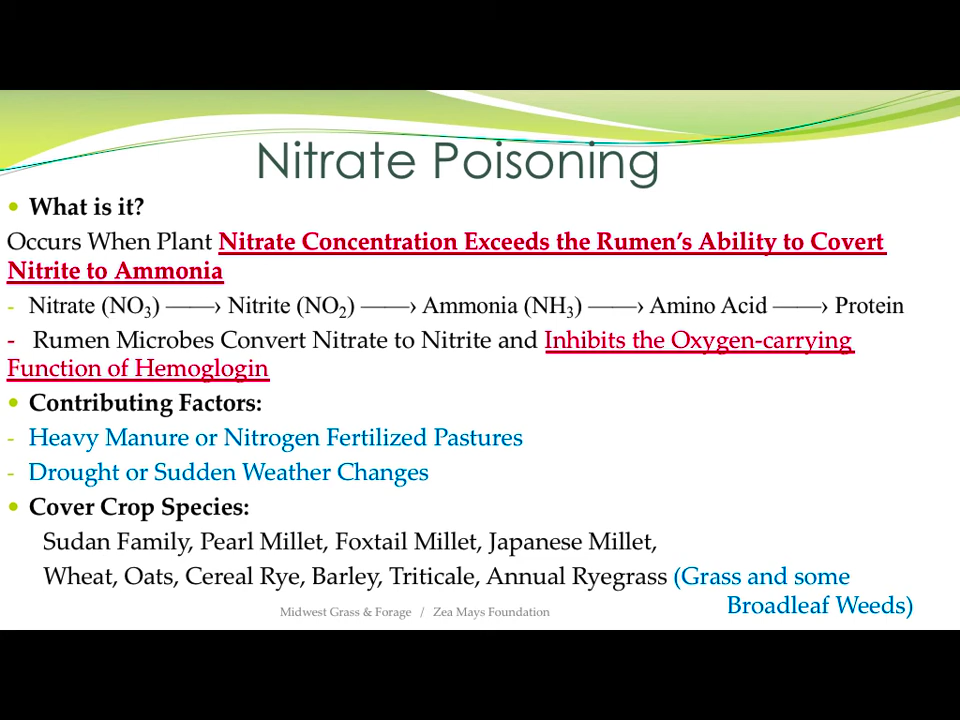 Nitrate Poisoning
• What is it?
Occurs When Plant Nitrate Concentration Exceeds the Rumen's Ability to Covert
Nitrite to Ammonia
- Nitrate (NO₃) ——› Nitrite (NO₂) ——› Ammonia (NH₃) ——› Amino Acid ——› Protein
- Rumen Microbes Convert Nitrate to Nitrite and Inhibits the Oxygen-carrying
Function of Hemoglogin
• Contributing Factors:
- Heavy Manure or Nitrogen Fertilized Pastures
- Drought or Sudden Weather Changes
• Cover Crop Species:
Sudan Family, Pearl Millet, Foxtail Millet, Japanese Millet,
Wheat, Oats, Cereal Rye, Barley, Triticale, Annual Ryegrass (Grass and some
Broadleaf Weeds)
Midwest Grass & Forage / Zea Mays Foundation